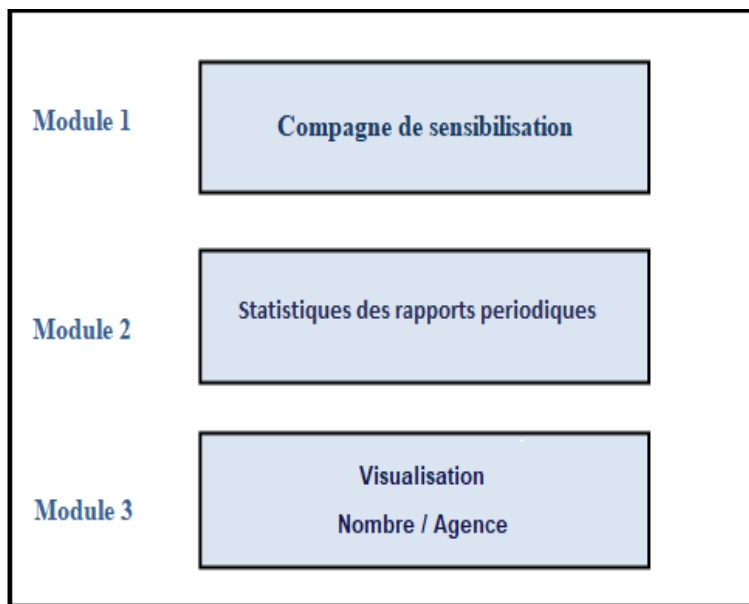 Module 1
Compagne de sensibilisation
Module 2
Statistiques des rapports periodiques
Module 3
Visualisation
Nombre / Agence